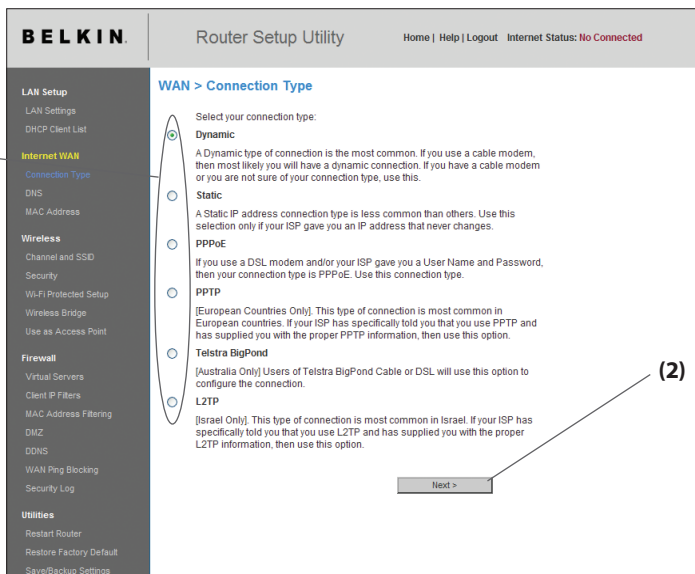 BELKIN.
Router Setup Utility
Home | Help | Logout Internet Status: No Connected
LAN Setup
LAN Settings
DHCP Client List
Internet WAN
Connection Type
DNS
MAC Address
Wireless
Channel and SSID
Security
Wi-Fi Protected Setup
Wireless Bridge
Use as Access Point
Firewall
Virtual Servers
Client IP Filters
MAC Address Filtering
DMZ
DDNS
WAN Ping Blocking
Security Log
Utilities
Restart Router
Restore Factory Default
Save/Backup Settings
WAN > Connection Type
Select your connection type:
Dynamic
A Dynamic type of connection is the most common. If you use a cable modem,
then most likely you will have a dynamic connection. If you have a cable modem
or you are not sure of your connection type, use this.
Static
A Static IP address connection type is less common than others. Use this
selection only if your ISP gave you an IP address that never changes.
PPPoE
If you use a DSL modem and/or your ISP gave you a User Name and Password,
then your connection type is PPPoE. Use this connection type.
PPTP
[European Countries Only]. This type of connection is most common in
European countries. If your ISP has specifically told you that you use PPTP and
has supplied you with the proper PPTP information, then use this option.
Telstra BigPond
[Australia Only] Users of Telstra BigPond Cable or DSL will use this option to
configure the connection.
L2TP
[Israel Only]. This type of connection is most common in Israel. If your ISP has
specifically told you that you use L2TP and has supplied you with the proper
L2TP information, then use this option.
Next >
(2)